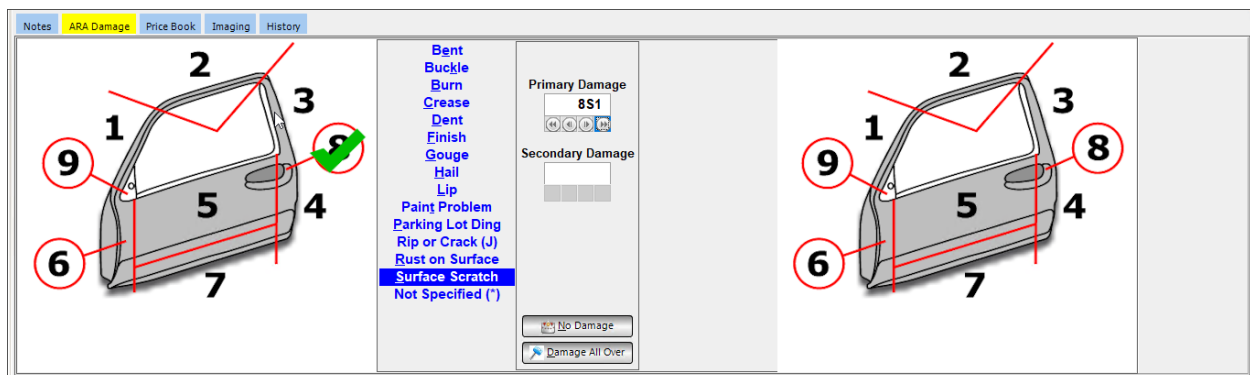 Notes ARA Damage Price Book Imaging History
1
2
3
4
5
6
7
8
9
Bent
Buckle
Burn
Crease
Dent
Finish
Gouge
Hail
Lip
Paint Problem
Parking Lot Ding
Rip or Crack (J)
Rust on Surface
Surface Scratch
Not Specified (*)
Primary Damage
8S1
Secondary Damage
No Damage
Damage All Over
1
2
3
4
5
6
7
8
9